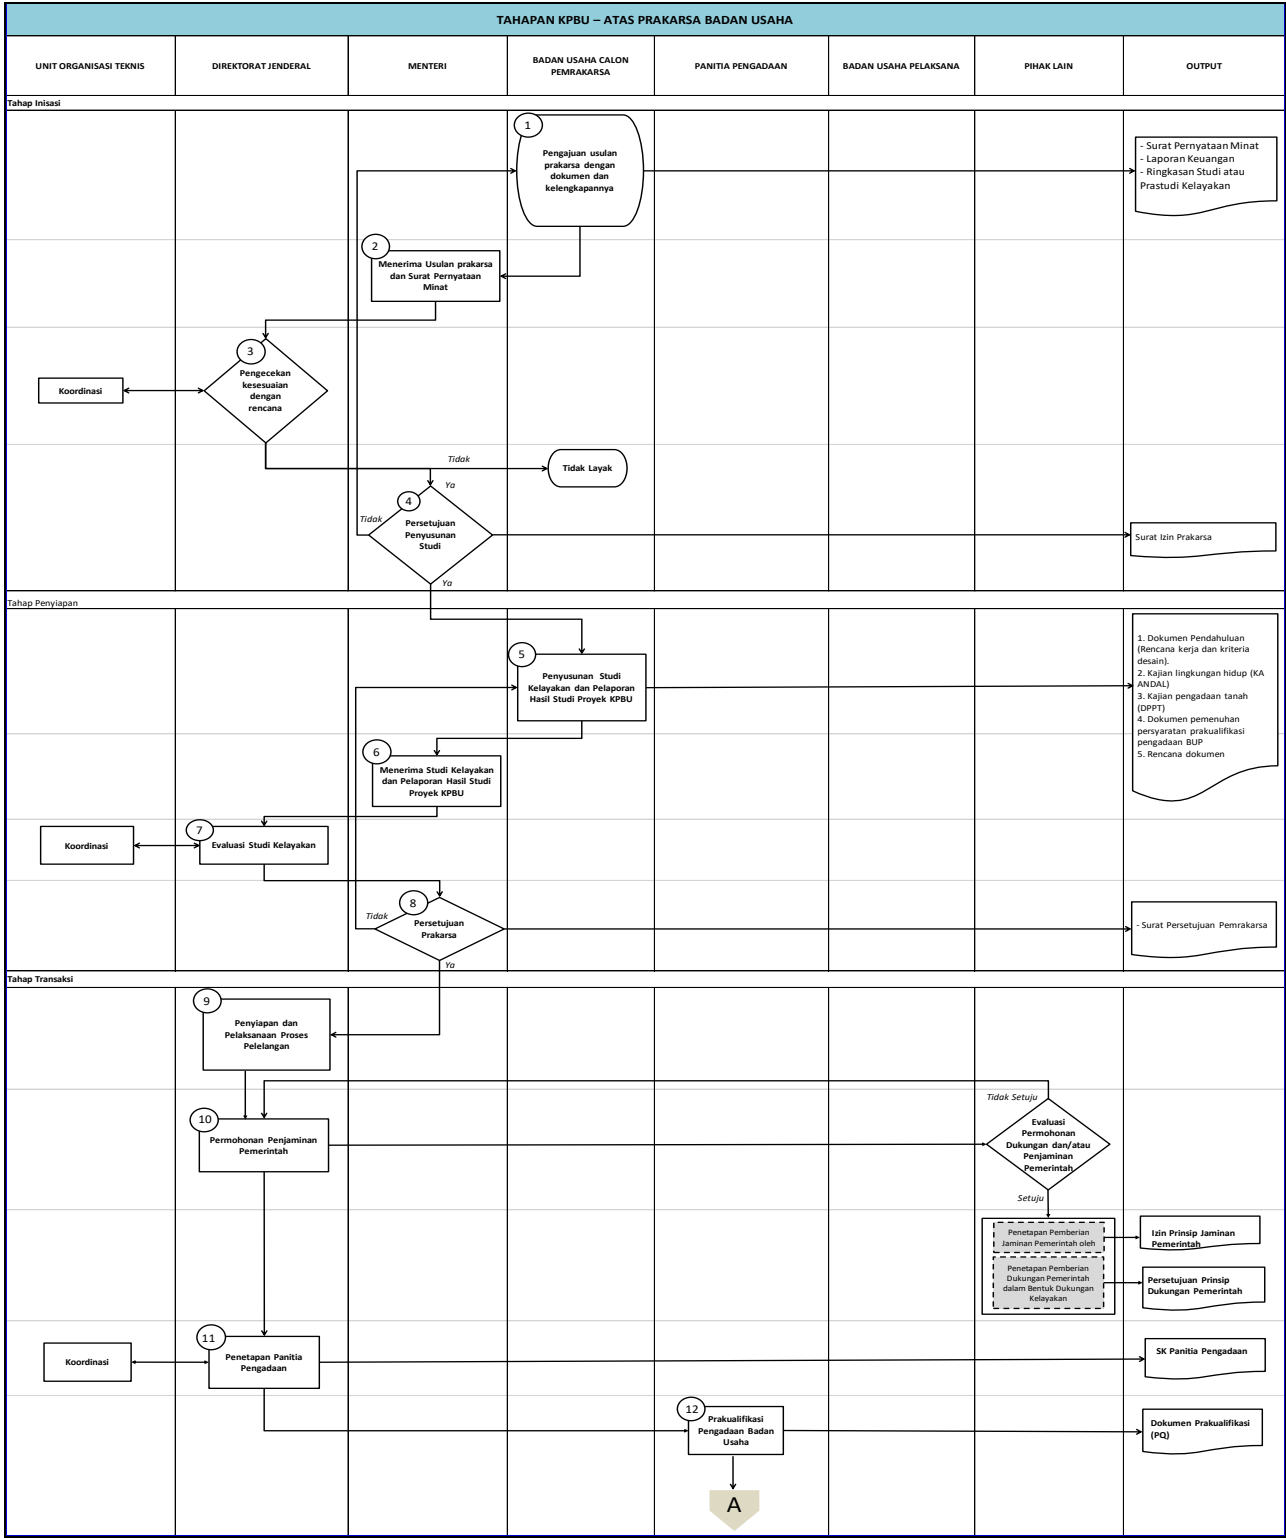 TAHAPAN KPBU – ATAS PRAKARSA BADAN USAHA
UNIT ORGANISASI TEKNIS
DIREKTORAT JENDERAL
MENTERI
BADAN USAHA CALON
PEMRAKARSA
PANITIA PENGADAAN
BADAN USAHA PELAKSANA
PIHAK LAIN
OUTPUT
Tahap Inisasi
1
Pengajuan usulan
prakarsa dengan
dokumen dan
kelengkapannya
- Surat Pernyataan Minat
- Laporan Keuangan
- Ringkasan Studi atau
Prastudi Kelayakan
2
Menerima Usulan prakarsa
dan Surat Pernyataan
Minat
3
Pengecekan
kesesuaian
dengan
rencana
Koordinasi
Tidak
Tidak Layak
Ya
4
Tidak
Persetujuan
Penyusunan
Studi
Surat Izin Prakarsa
Ya
Tahap Penyiapan
5
Penyusunan Studi
Kelayakan dan Pelaporan
Hasil Studi Proyek KPBU
1. Dokumen Pendahuluan
(Rencana kerja dan kriteria
desain).
2. Kajian lingkungan hidup (KA
ANDAL)
3. Kajian pengadaan tanah
(DPPT)
4. Dokumen pemenuhan
persyaratan prakualifikasi
pengadaan BUP
5. Rencana dokumen
6
Menerima Studi Kelayakan
dan Pelaporan Hasil Studi
Proyek KPBU
7
Koordinasi
Evaluasi Studi Kelayakan
8
Tidak
Persetujuan
Prakarsa
- Surat Persetujuan Pemrakarsa
Ya
Tahap Transaksi
9
Penyiapan dan
Pelaksanaan Proses
Pelelangan
Tidak Setuju
10
Permohonan Penjaminan
Pemerintah
Evaluasi
Permohonan
Dukungan dan/atau
Penjaminan
Pemerintah
Setuju
Penetapan Pemberian
Jaminan Pemerintah oleh
Izin Prinsip Jaminan
Pemerintah
Penetapan Pemberian
Dukungan Pemerintah
dalam Bentuk Dukungan
Kelayakan
Persetujuan Prinsip
Dukungan Pemerintah
11
Koordinasi
Penetapan Panitia
Pengadaan
SK Panitia Pengadaan
12
Prakualifikasi
Pengadaan Badan
Usaha
Dokumen Prakualifikasi
(PQ)
A